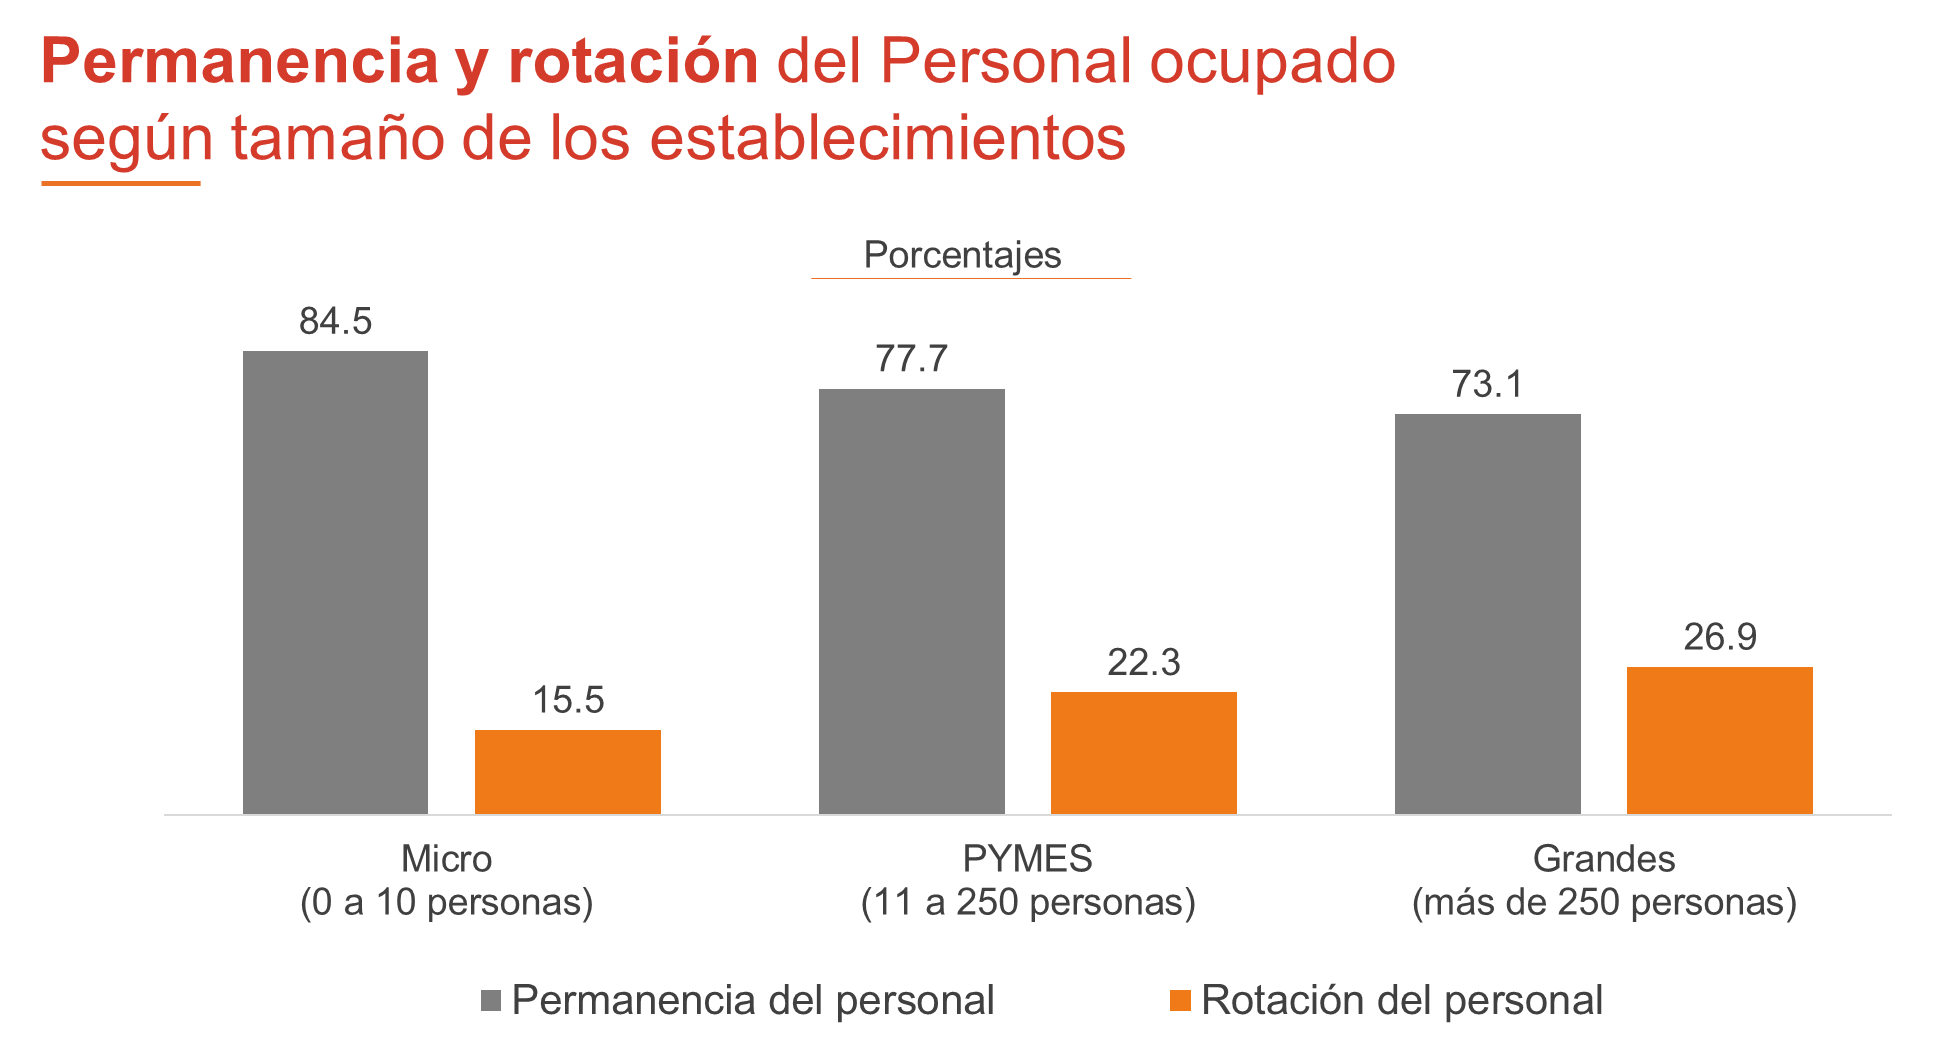 Permanencia y rotación del Personal ocupado
según tamaño de los establecimientos
Porcentajes
84.5
77.7
73.1
15.5
22.3
26.9
Micro
(0 a 10 personas)
PYMES
(11 a 250 personas)
Grandes
(más de 250 personas)
Permanencia del personal
Rotación del personal